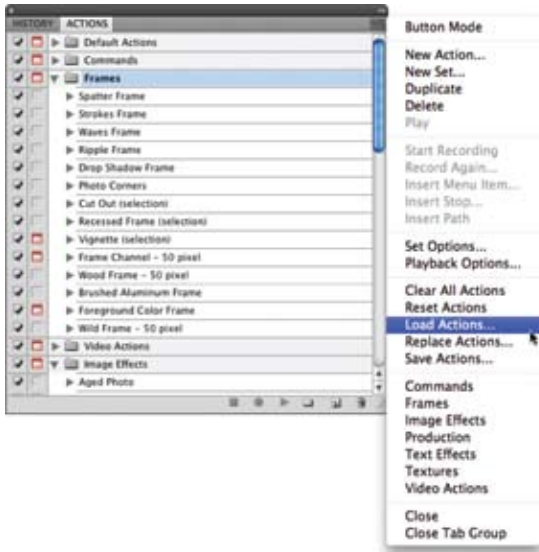 HISTORY ACTIONS
Default Actions
Commands
Frames
Spatter Frame
Strokes Frame
Waves Frame
Ripple Frame
Drop Shadow Frame
Photo Corners
Cut Out (selection)
Recessed Frame (selection)
Vignette (selection)
Frame Channel - 50 pixel
Wood Frame - 50 pixel
Brushed Aluminum Frame
Foreground Color Frame
Wild Frame - 50 pixel
Video Actions
Image Effects
Aged Photo
Button Mode
New Action...
New Set...
Duplicate
Delete
Play
Start Recording
Record Again...
Insert Menu Item...
Insert Stop...
Insert Path
Set Options...
Playback Options...
Clear All Actions
Reset Actions
Load Actions...
Replace Actions...
Save Actions...
Commands
Frames
Image Effects
Production
Text Effects
Textures
Video Actions
Close
Close Tab Group